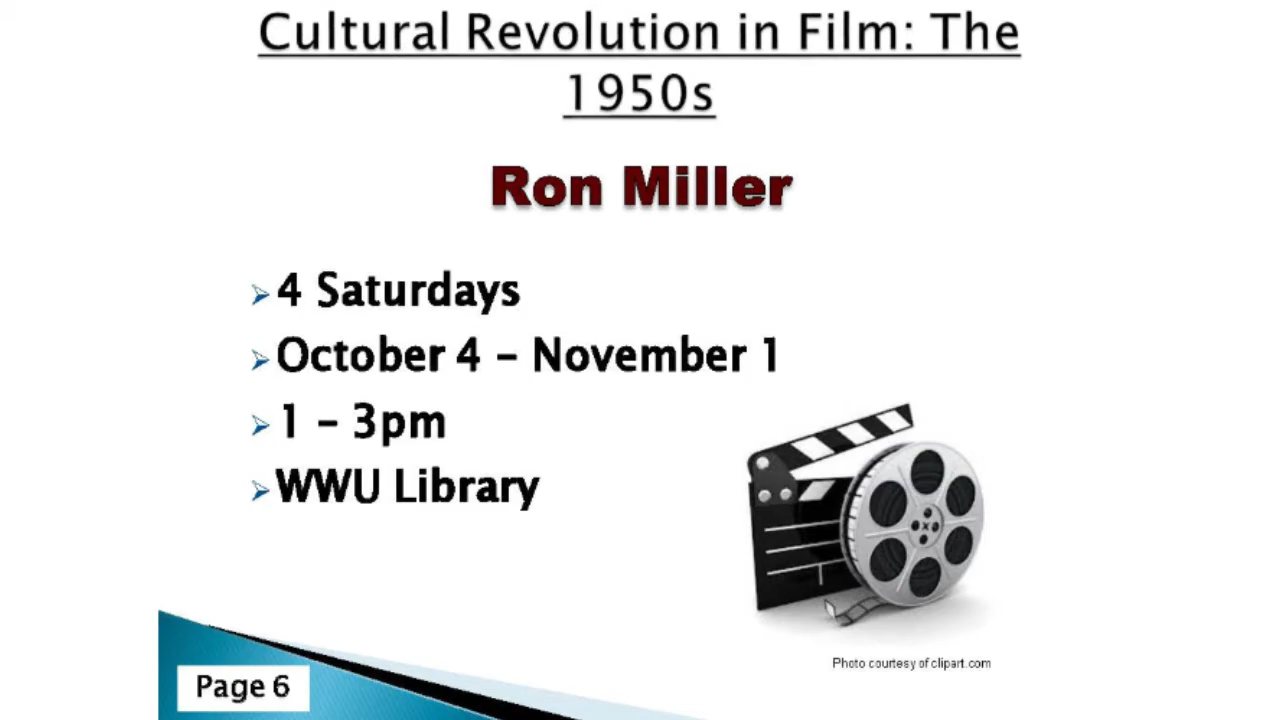 Cultural Revolution in Film: The
1950s
Ron Miller
4 Saturdays
October 4 – November 1
1 – 3pm
WWU Library
Photo courtesy of clipart.com
Page 6